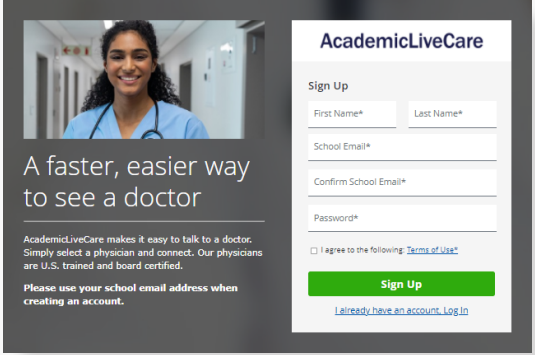 A faster, easier way
to see a doctor
AcademicLiveCare makes it easy to talk to a doctor.
Simply select a physician and connect. Our physicians
are U.S. trained and board certified.
Please use your school email address when
creating an account.
AcademicLiveCare
Sign Up
First Name* Last Name*
School Email*
Confirm School Email*
Password*
I agree to the following: Terms of Use*
Sign Up
I already have an account, Log In